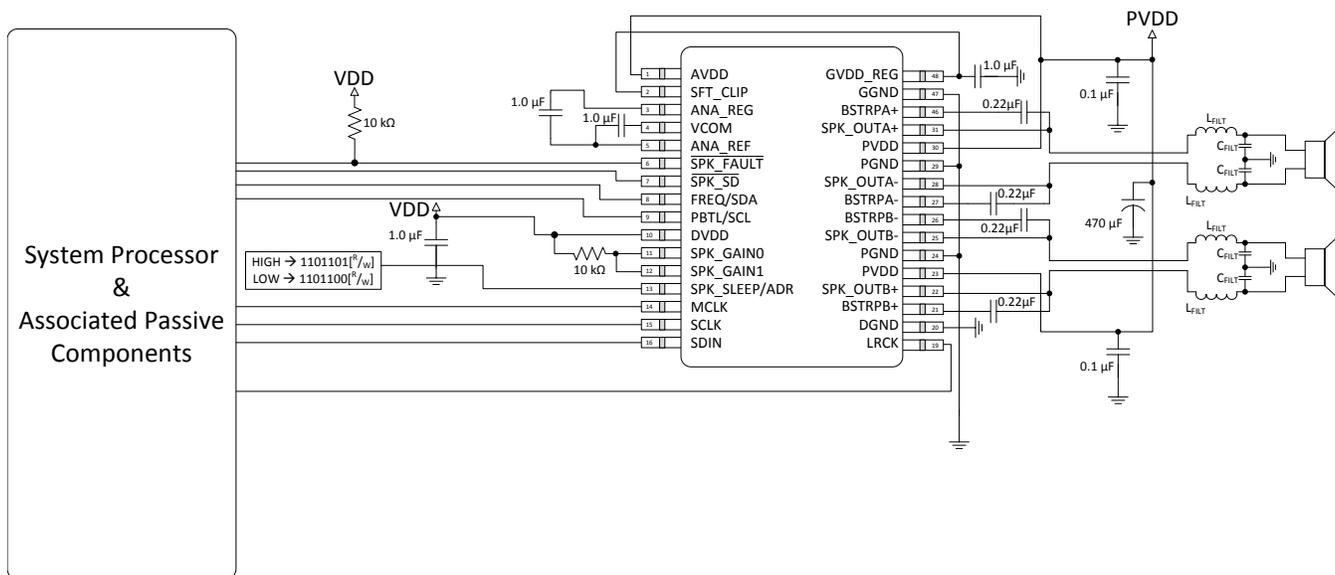 System Processor
&
Associated Passive
Components
VDD
10 kΩ
VDD
1.0 µF
HIGH → 1101101[R/W]
LOW → 1101100[R/W]
1.0 µF
1.0 µF
10 kΩ
1 AVDD
2 SFT_CLIP
3 ANA_REG
4 VCOM
5 ANA_REF
6 SPK_FAULT
7 SPK_SD
8 FREQ/SDA
9 PBTL/SCL
10 DVDD
11 SPK_GAIN0
12 SPK_GAIN1
13 SPK_SLEEP/ADR
14 MCLK
15 SCLK
16 SDIN
GVDD_REG 48
GGND 47
BSTRPA+ 46
SPK_OUTA+ 31
PVDD 30
PGND 29
SPK_OUTA- 28
BSTRPA- 27
BSTRPB- 26
SPK_OUTB- 25
PGND 24
PVDD 23
SPK_OUTB+ 22
BSTRPB+ 21
DGND 20
LRCK 19
1.0 µF
0.22µF
0.22µF
0.22µF
0.22µF
PVDD
0.1 µF
470 µF
0.1 µF
LFILT
CFILT
CFILT
LFILT
LFILT
CFILT
CFILT
LFILT